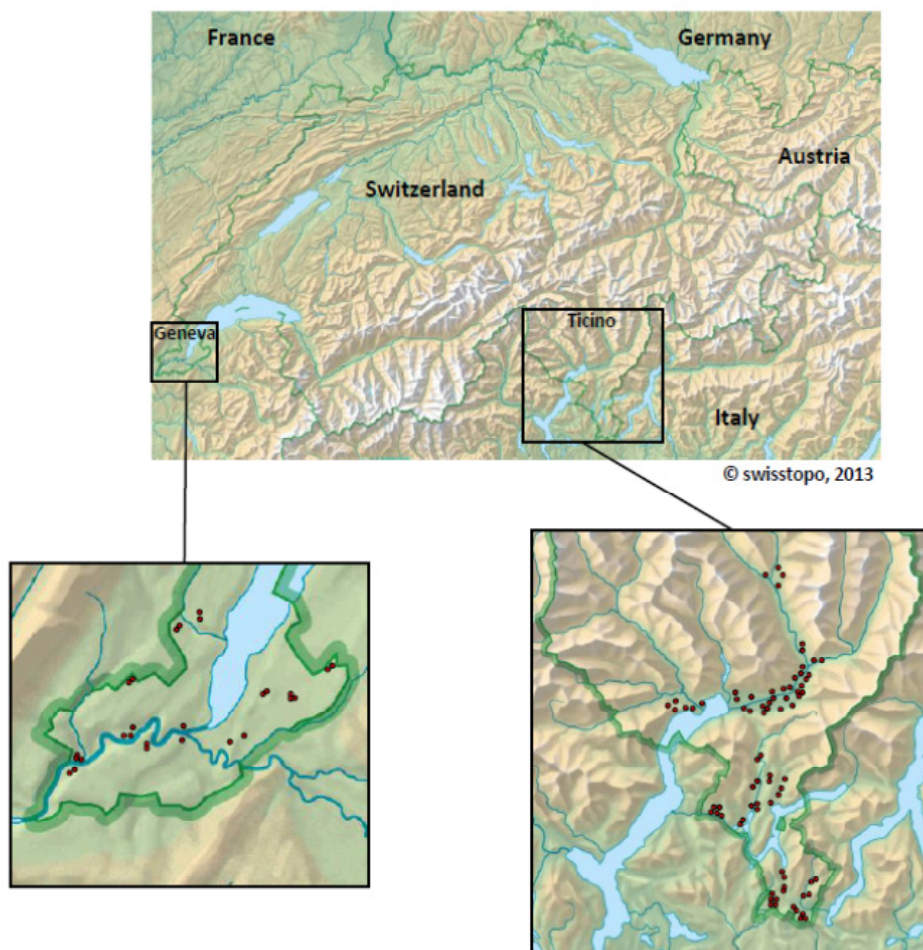 France
Germany
Austria
Switzerland
Geneva
Ticino
Italy
© swisstopo, 2013